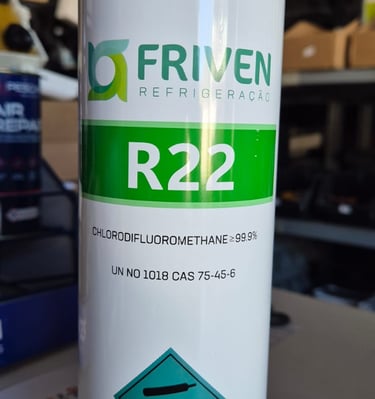 FRIVEN
REFRIGERAÇÃO
R22
CHLORODIFLUOROMETHANE ≥99.9%
UN NO 1018 CAS 75-45-6